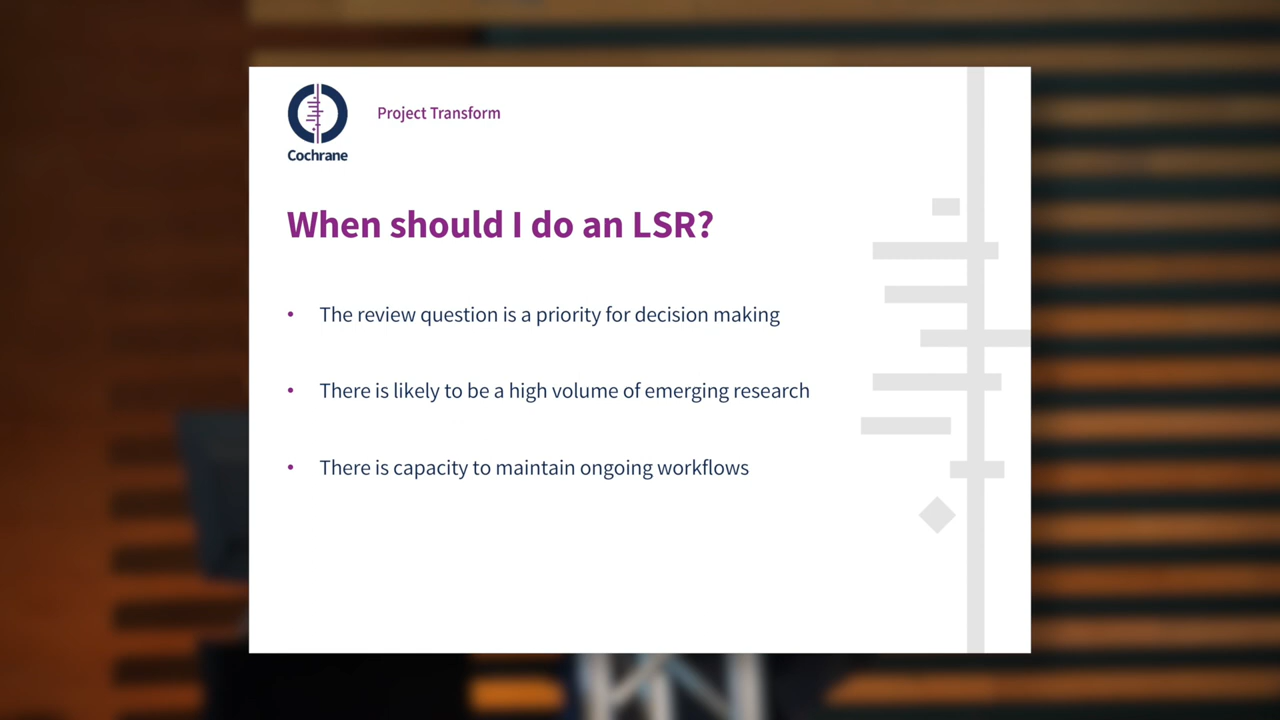 Project Transform
Cochrane
When should I do an LSR?
• The review question is a priority for decision making
• There is likely to be a high volume of emerging research
• There is capacity to maintain ongoing workflows